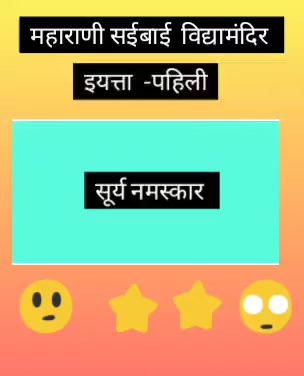 महाराणी सईबाई विद्यामंदिर
इयत्ता -पहिली
सूर्य नमस्कार